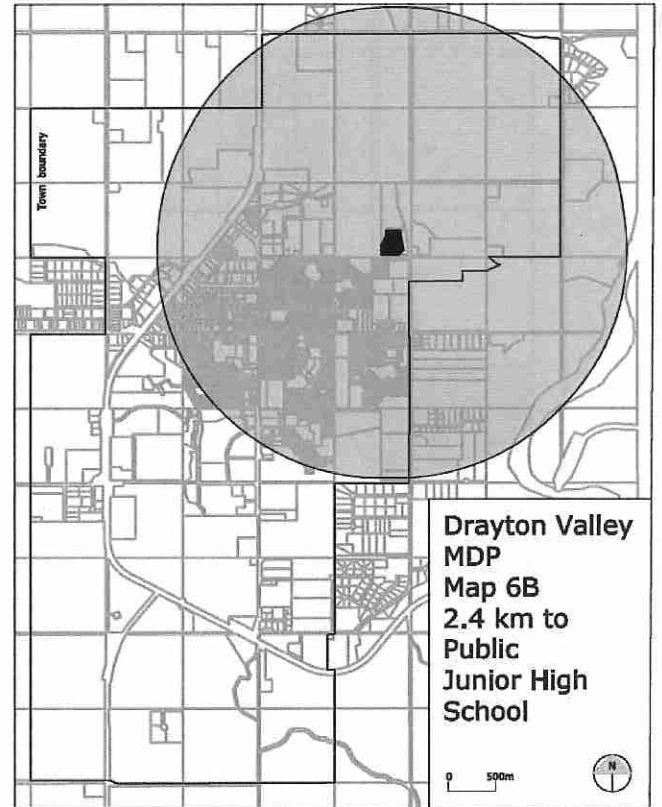 Town boundary
Drayton Valley
MDP
Map 6B
2.4 km to
Public
Junior High
School
0 500m
N